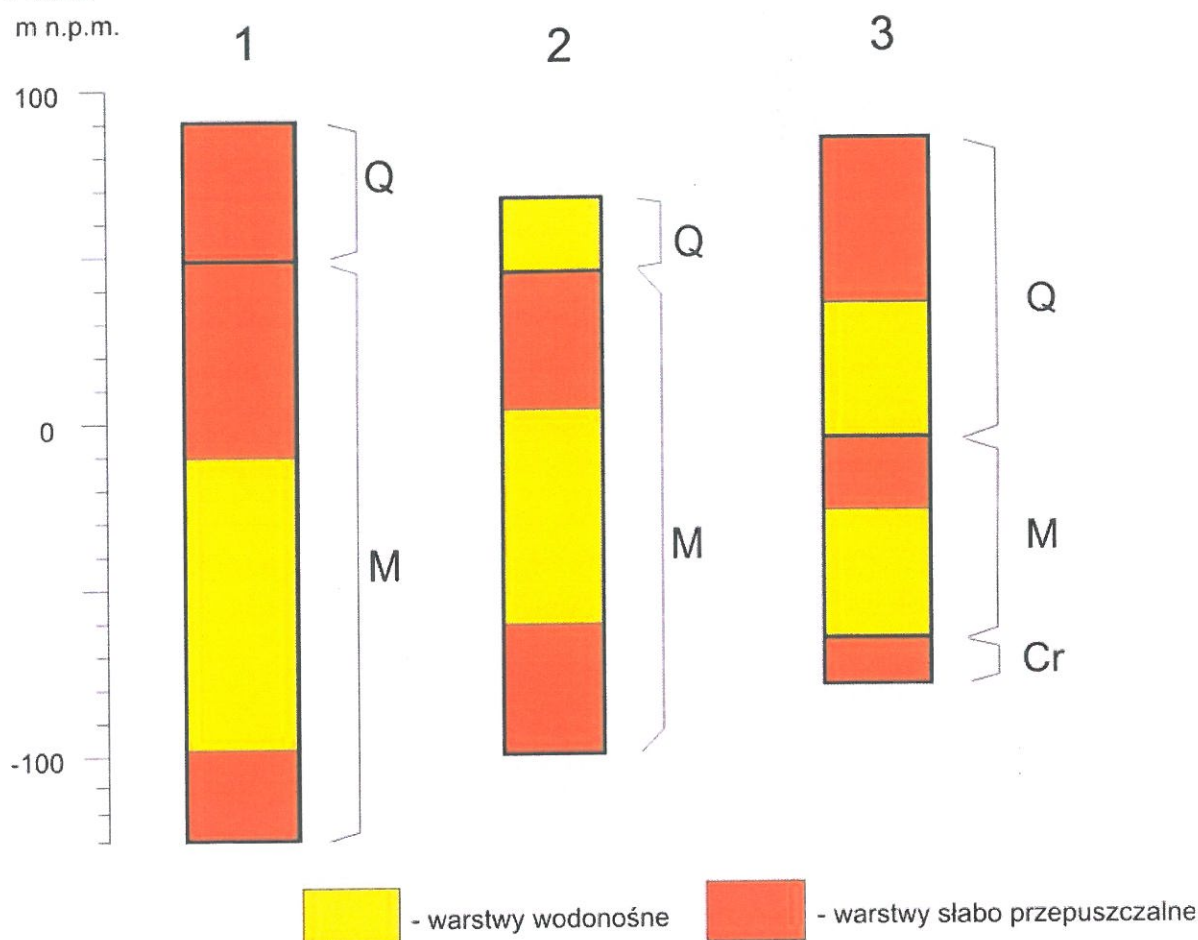 m n.p.m.
1
2
3
100
Q
Q
Q
0
M
M
M
Cr
-100
- warstwy wodonośne
- warstwy słabo przepuszczalne